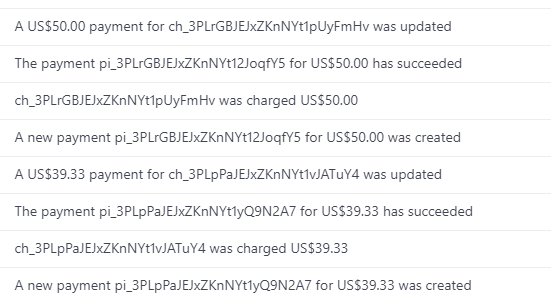 A US$50.00 payment for ch_3PLrGBJEJxZKnNYt1pUyFmHv was updated
The payment pi_3PLrGBJEJxZKnNYt12JoqfY5 for US$50.00 has succeeded
ch_3PLrGBJEJxZKnNYt1pUyFmHv was charged US$50.00
A new payment pi_3PLrGBJEJxZKnNYt12JoqfY5 for US$50.00 was created
A US$39.33 payment for ch_3PLpPaJEJxZKnNYt1vJATuY4 was updated
The payment pi_3PLpPaJEJxZKnNYt1yQ9N2A7 for US$39.33 has succeeded
ch_3PLpPaJEJxZKnNYt1vJATuY4 was charged US$39.33
A new payment pi_3PLpPaJEJxZKnNYt1yQ9N2A7 for US$39.33 was created